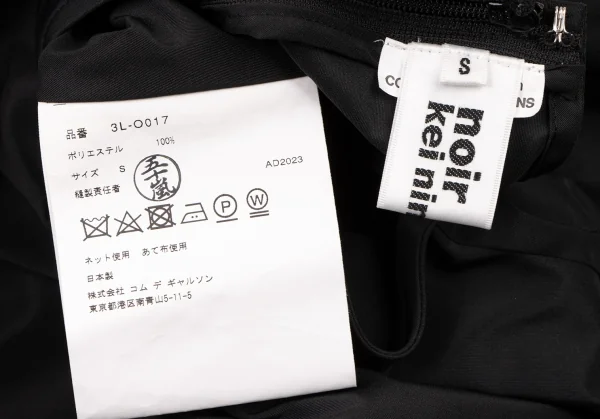 品番 3L-O017
ポリエステル 100%
サイズ S
縫製責任者
五十嵐
AD2023
P W
ネット使用 あて布使用
日本製
株式会社 コム デ ギャルソン
東京都港区南青山5-11-5
S
noir
kei nin
CO
NS